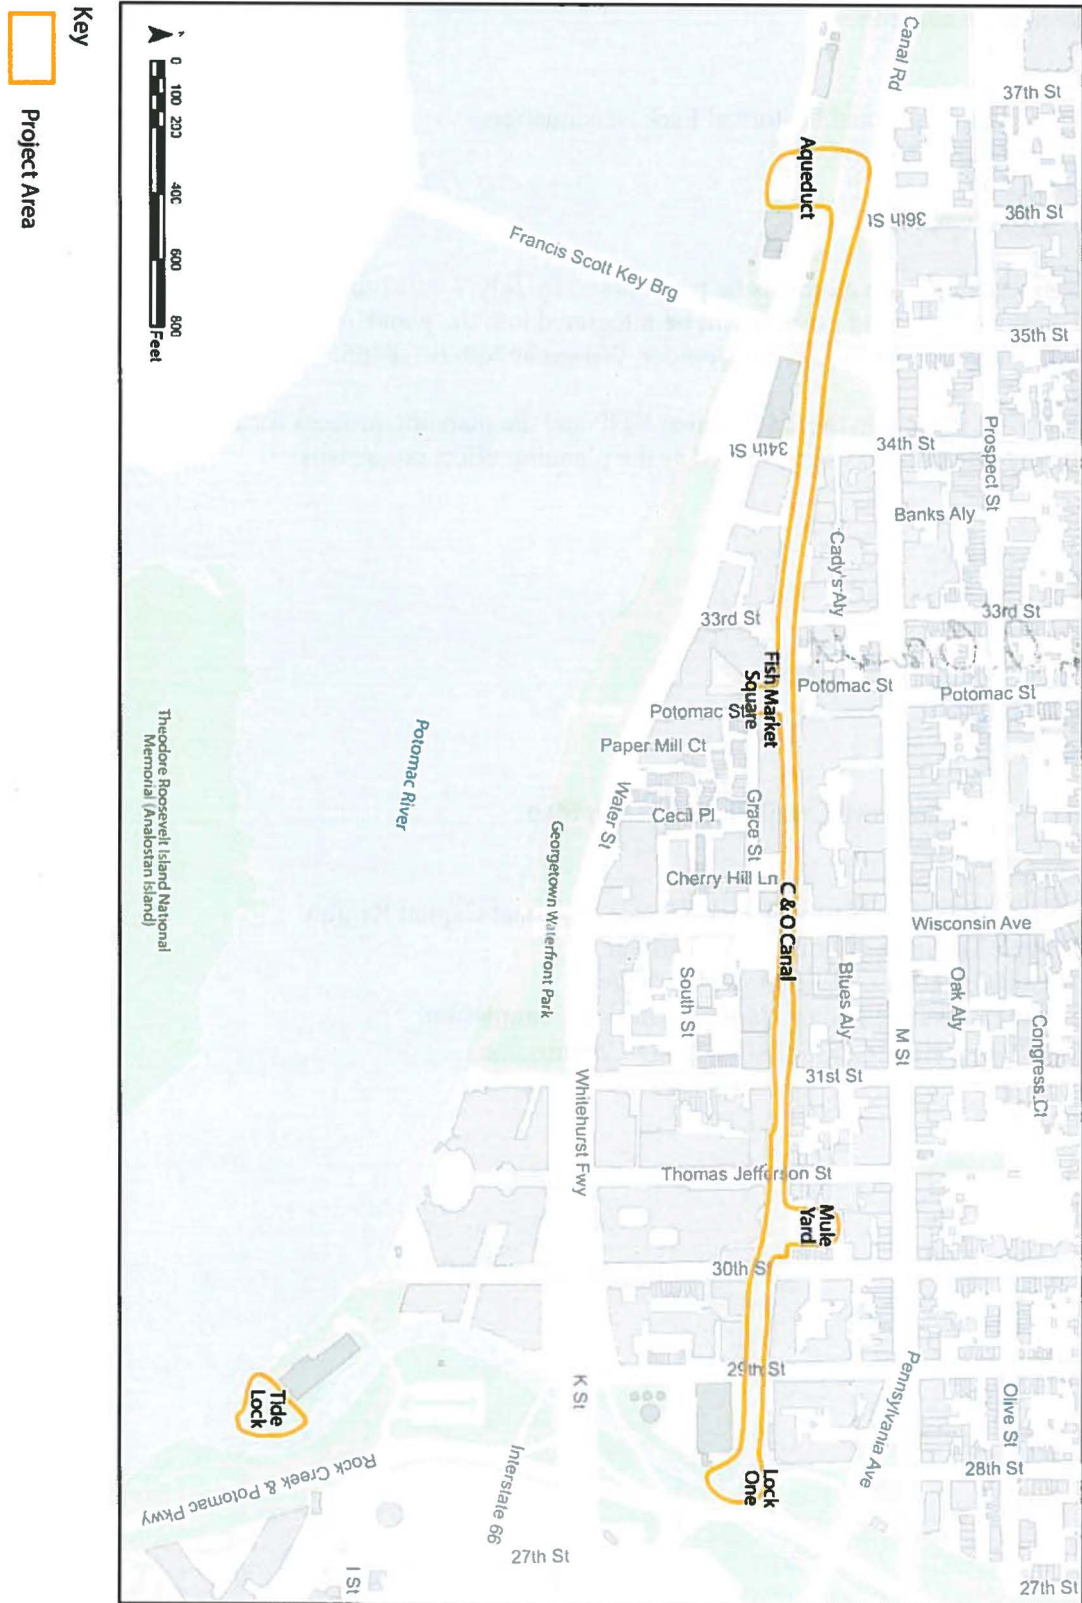 Key
Project Area
0 100 200 400 600 800
Feet
Canal Rd
37th St
36th St
36th St
35th St
Aqueduct
Francis Scott Key Brg
34th St
34th St
Prospect St
Banks Aly
Cady's Aly
33rd St
33rd St
Fish Market
Square
Potomac St
Potomac St
Potomac St
Paper Mill Ct
Water St
Cecil Pl
Grace St
Cherry Hill Ln
C & O Canal
Wisconsin Ave
Potomac River
Georgetown Waterfront Park
Theodore Roosevelt Island National
Memorial (Analostan Island)
South St
Blues Aly
M St
Oak Aly
Congress Ct
31st St
Whitehurst Fwy
Thomas Jefferson St
Mule
Yard
30th St
29th St
K St
Pennsylvania Ave
Olive St
28th St
Tide
Lock
Lock
One
Rock Creek & Potomac Pkwy
Interstate 66
27th St
27th St
I St